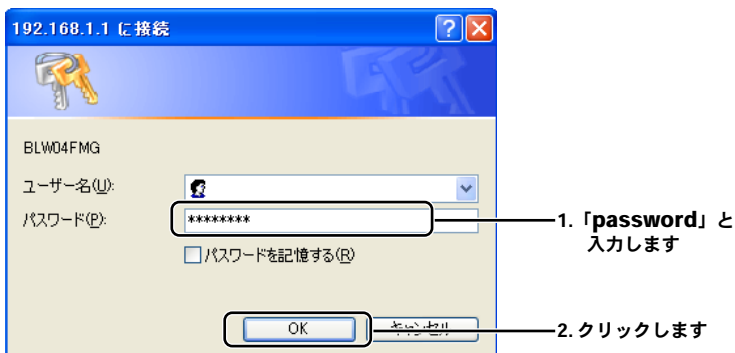 192.168.1.1 に接続
BLW04FMG
ユーザー名(U):
パスワード(P):
********
パスワードを記憶する(R)
OK
キャンセル
1.「password」と
入力します
2. クリックします